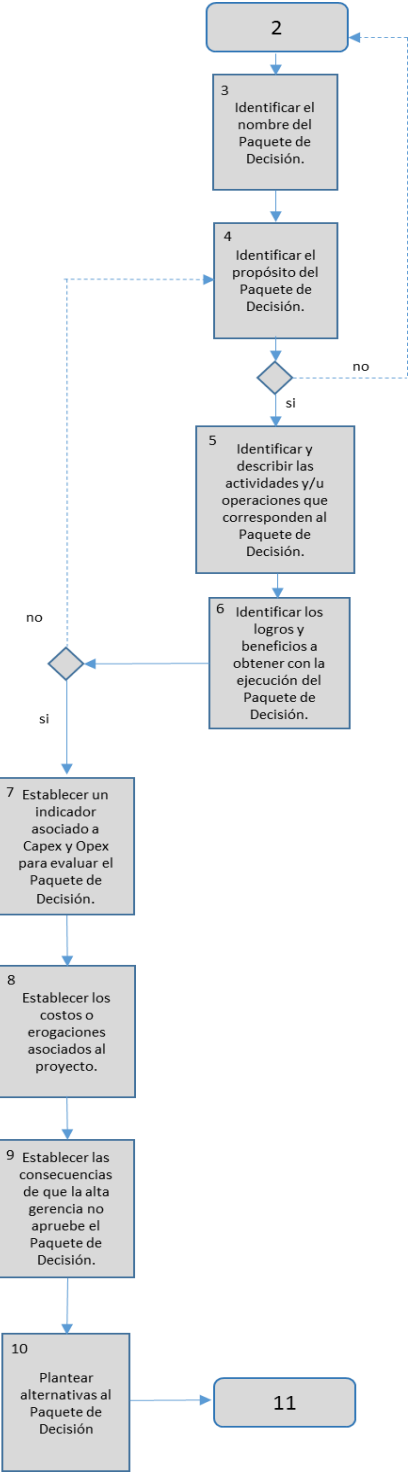 2
3
Identificar el
nombre del
Paquete de
Decisión.
4
Identificar el
propósito del
Paquete de
Decisión.
no
si
5
Identificar y
describir las
actividades y/u
operaciones que
corresponden al
Paquete de
Decisión.
6
Identificar los
logros y
beneficios a
obtener con la
ejecución del
Paquete de
Decisión.
no
si
7
Establecer un
indicador
asociado a
Capex y Opex
para evaluar el
Paquete de
Decisión.
8
Establecer los
costos o
erogaciones
asociados al
proyecto.
9
Establecer las
consecuencias
de que la alta
gerencia no
apruebe el
Paquete de
Decisión.
10
Plantear
alternativas al
Paquete de
Decisión
11